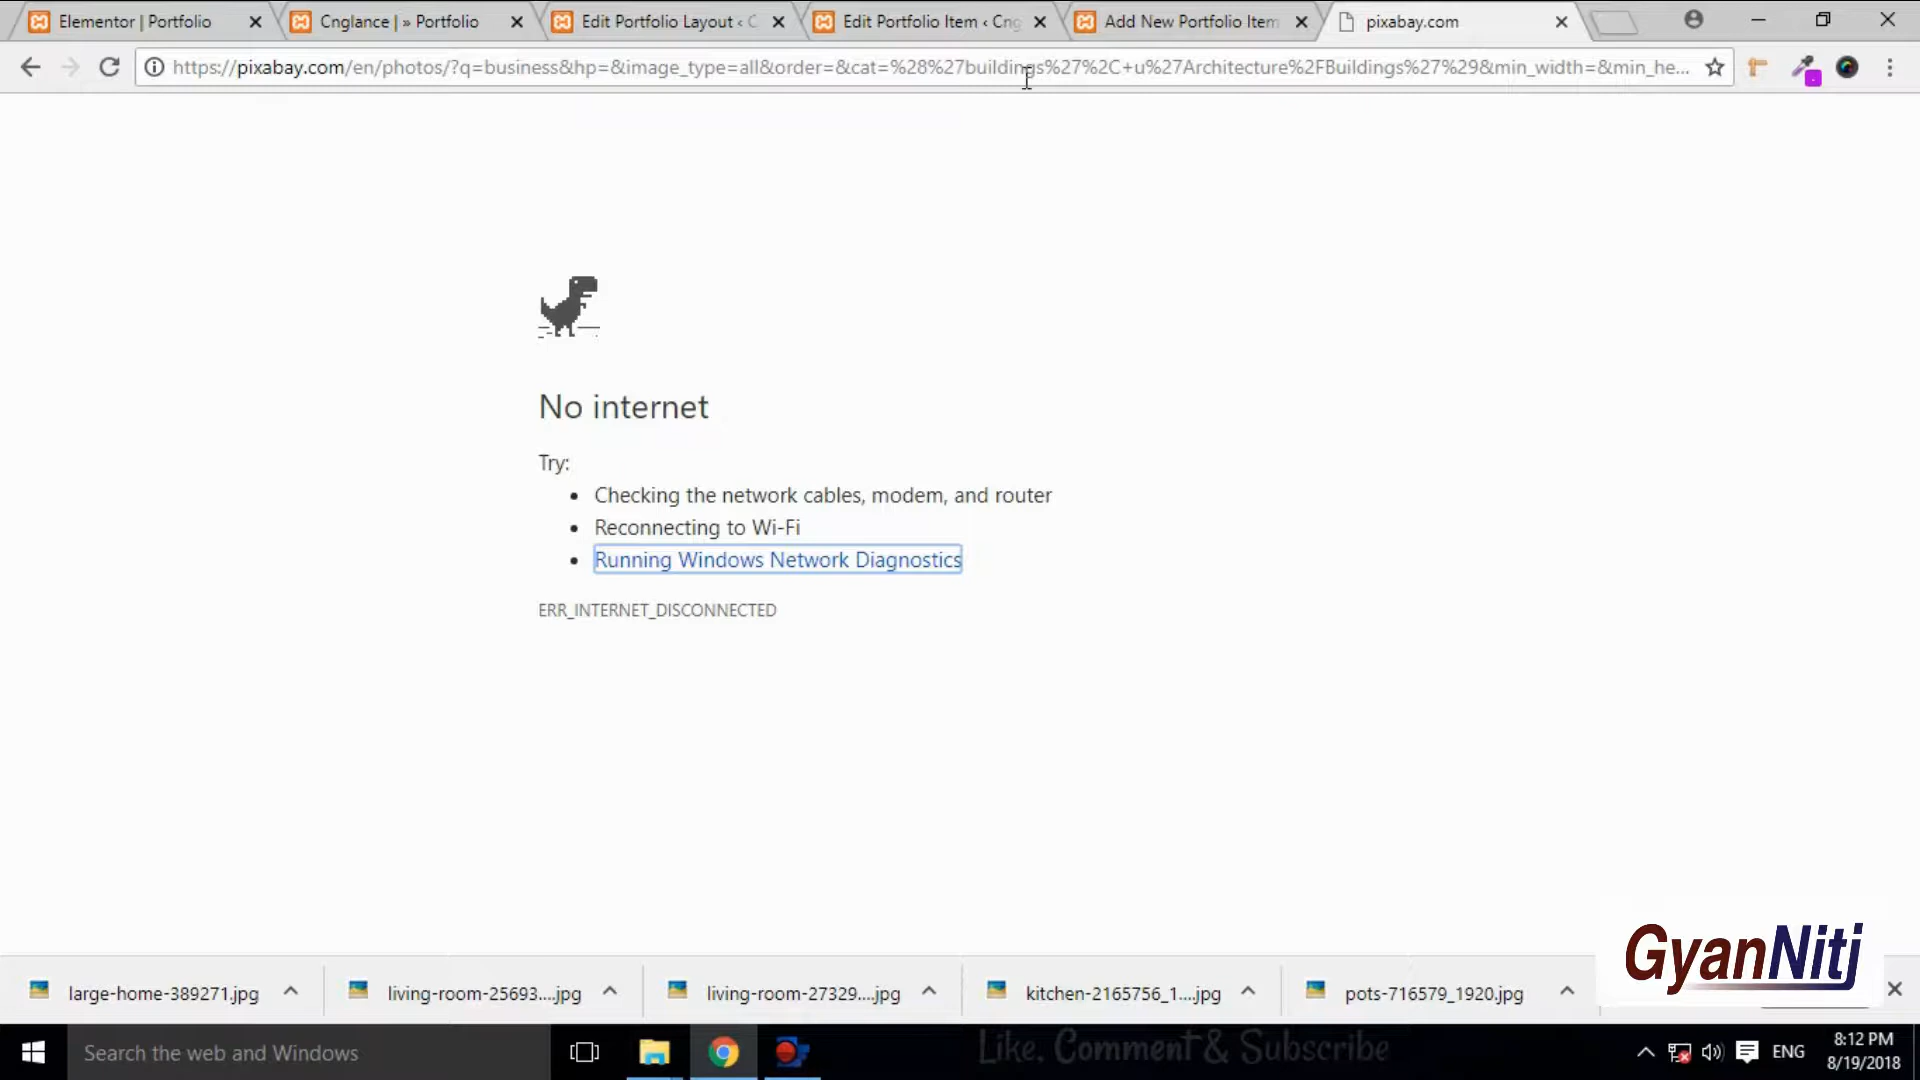 Elementor | Portfolio
Cnglance | » Portfolio
Edit Portfolio Layout ‹ C
Edit Portfolio Item ‹ Cng
Add New Portfolio Item
pixabay.com
https://pixabay.com/en/photos/?q=business&hp=&image_type=all&order=&cat=%28%27buildings%27%2C+u%27Architecture%2FBuildings%27%29&min_width=&min_he...
No internet
Try:
Checking the network cables, modem, and router
Reconnecting to Wi-Fi
Running Windows Network Diagnostics
ERR_INTERNET_DISCONNECTED
GyanNitj
large-home-389271.jpg
living-room-25693....jpg
living-room-27329....jpg
kitchen-2165756_1....jpg
pots-716579_1920.jpg
Search the web and Windows
Like, Comment & Subscribe
ENG
8:12 PM
8/19/2018